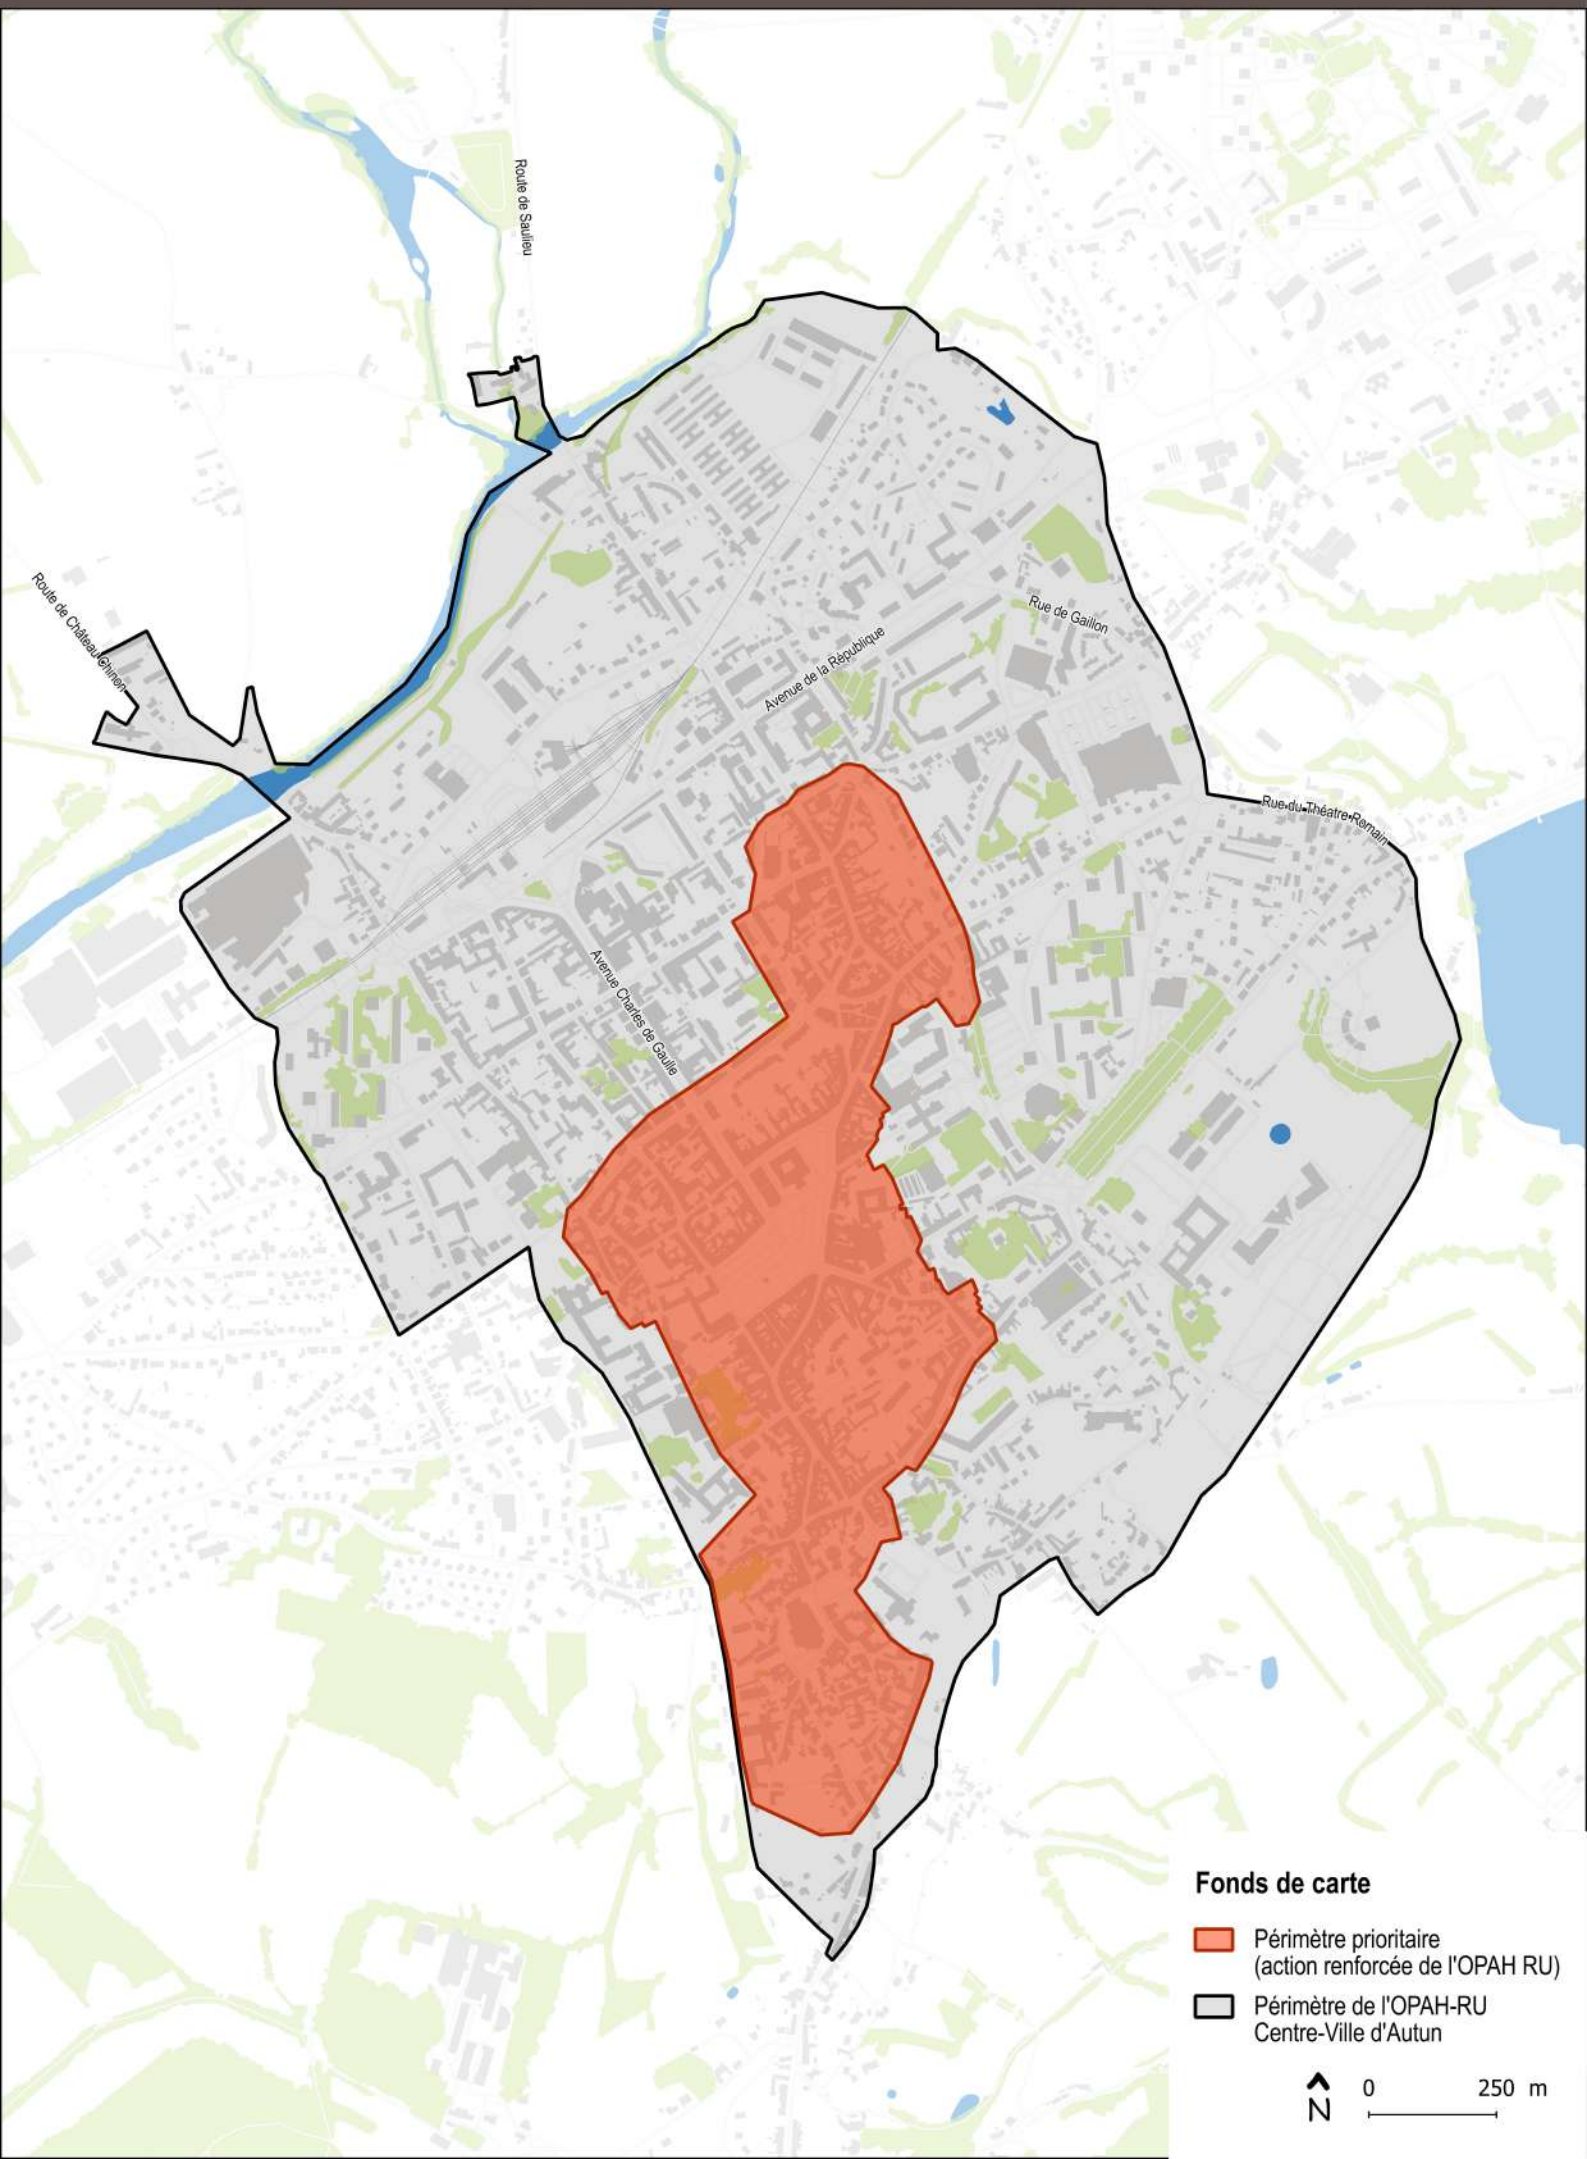 Route de Saulieu
Route de Château Chinon
Rue de Gaillon
Avenue de la République
Rue du Théatre Romain
Avenue Charles de Gaulle
Fonds de carte
Périmètre prioritaire
(action renforcée de l'OPAH RU)
Périmètre de l'OPAH-RU
Centre-Ville d'Autun
N
0 250 m